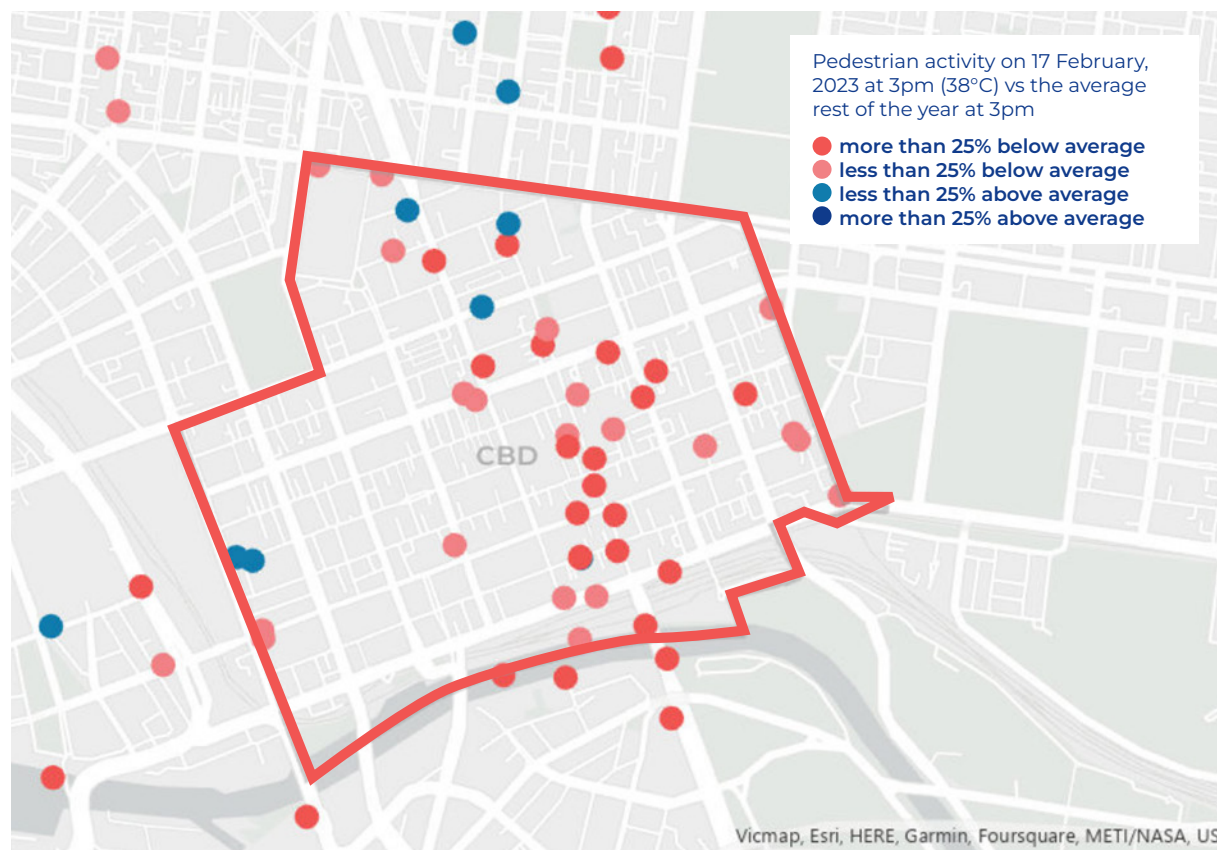 Pedestrian activity on 17 February,
2023 at 3pm (38°C) vs the average
rest of the year at 3pm
more than 25% below average
less than 25% below average
less than 25% above average
more than 25% above average
CBD
Vicmap, Esri, HERE, Garmin, Foursquare, METI/NASA, US